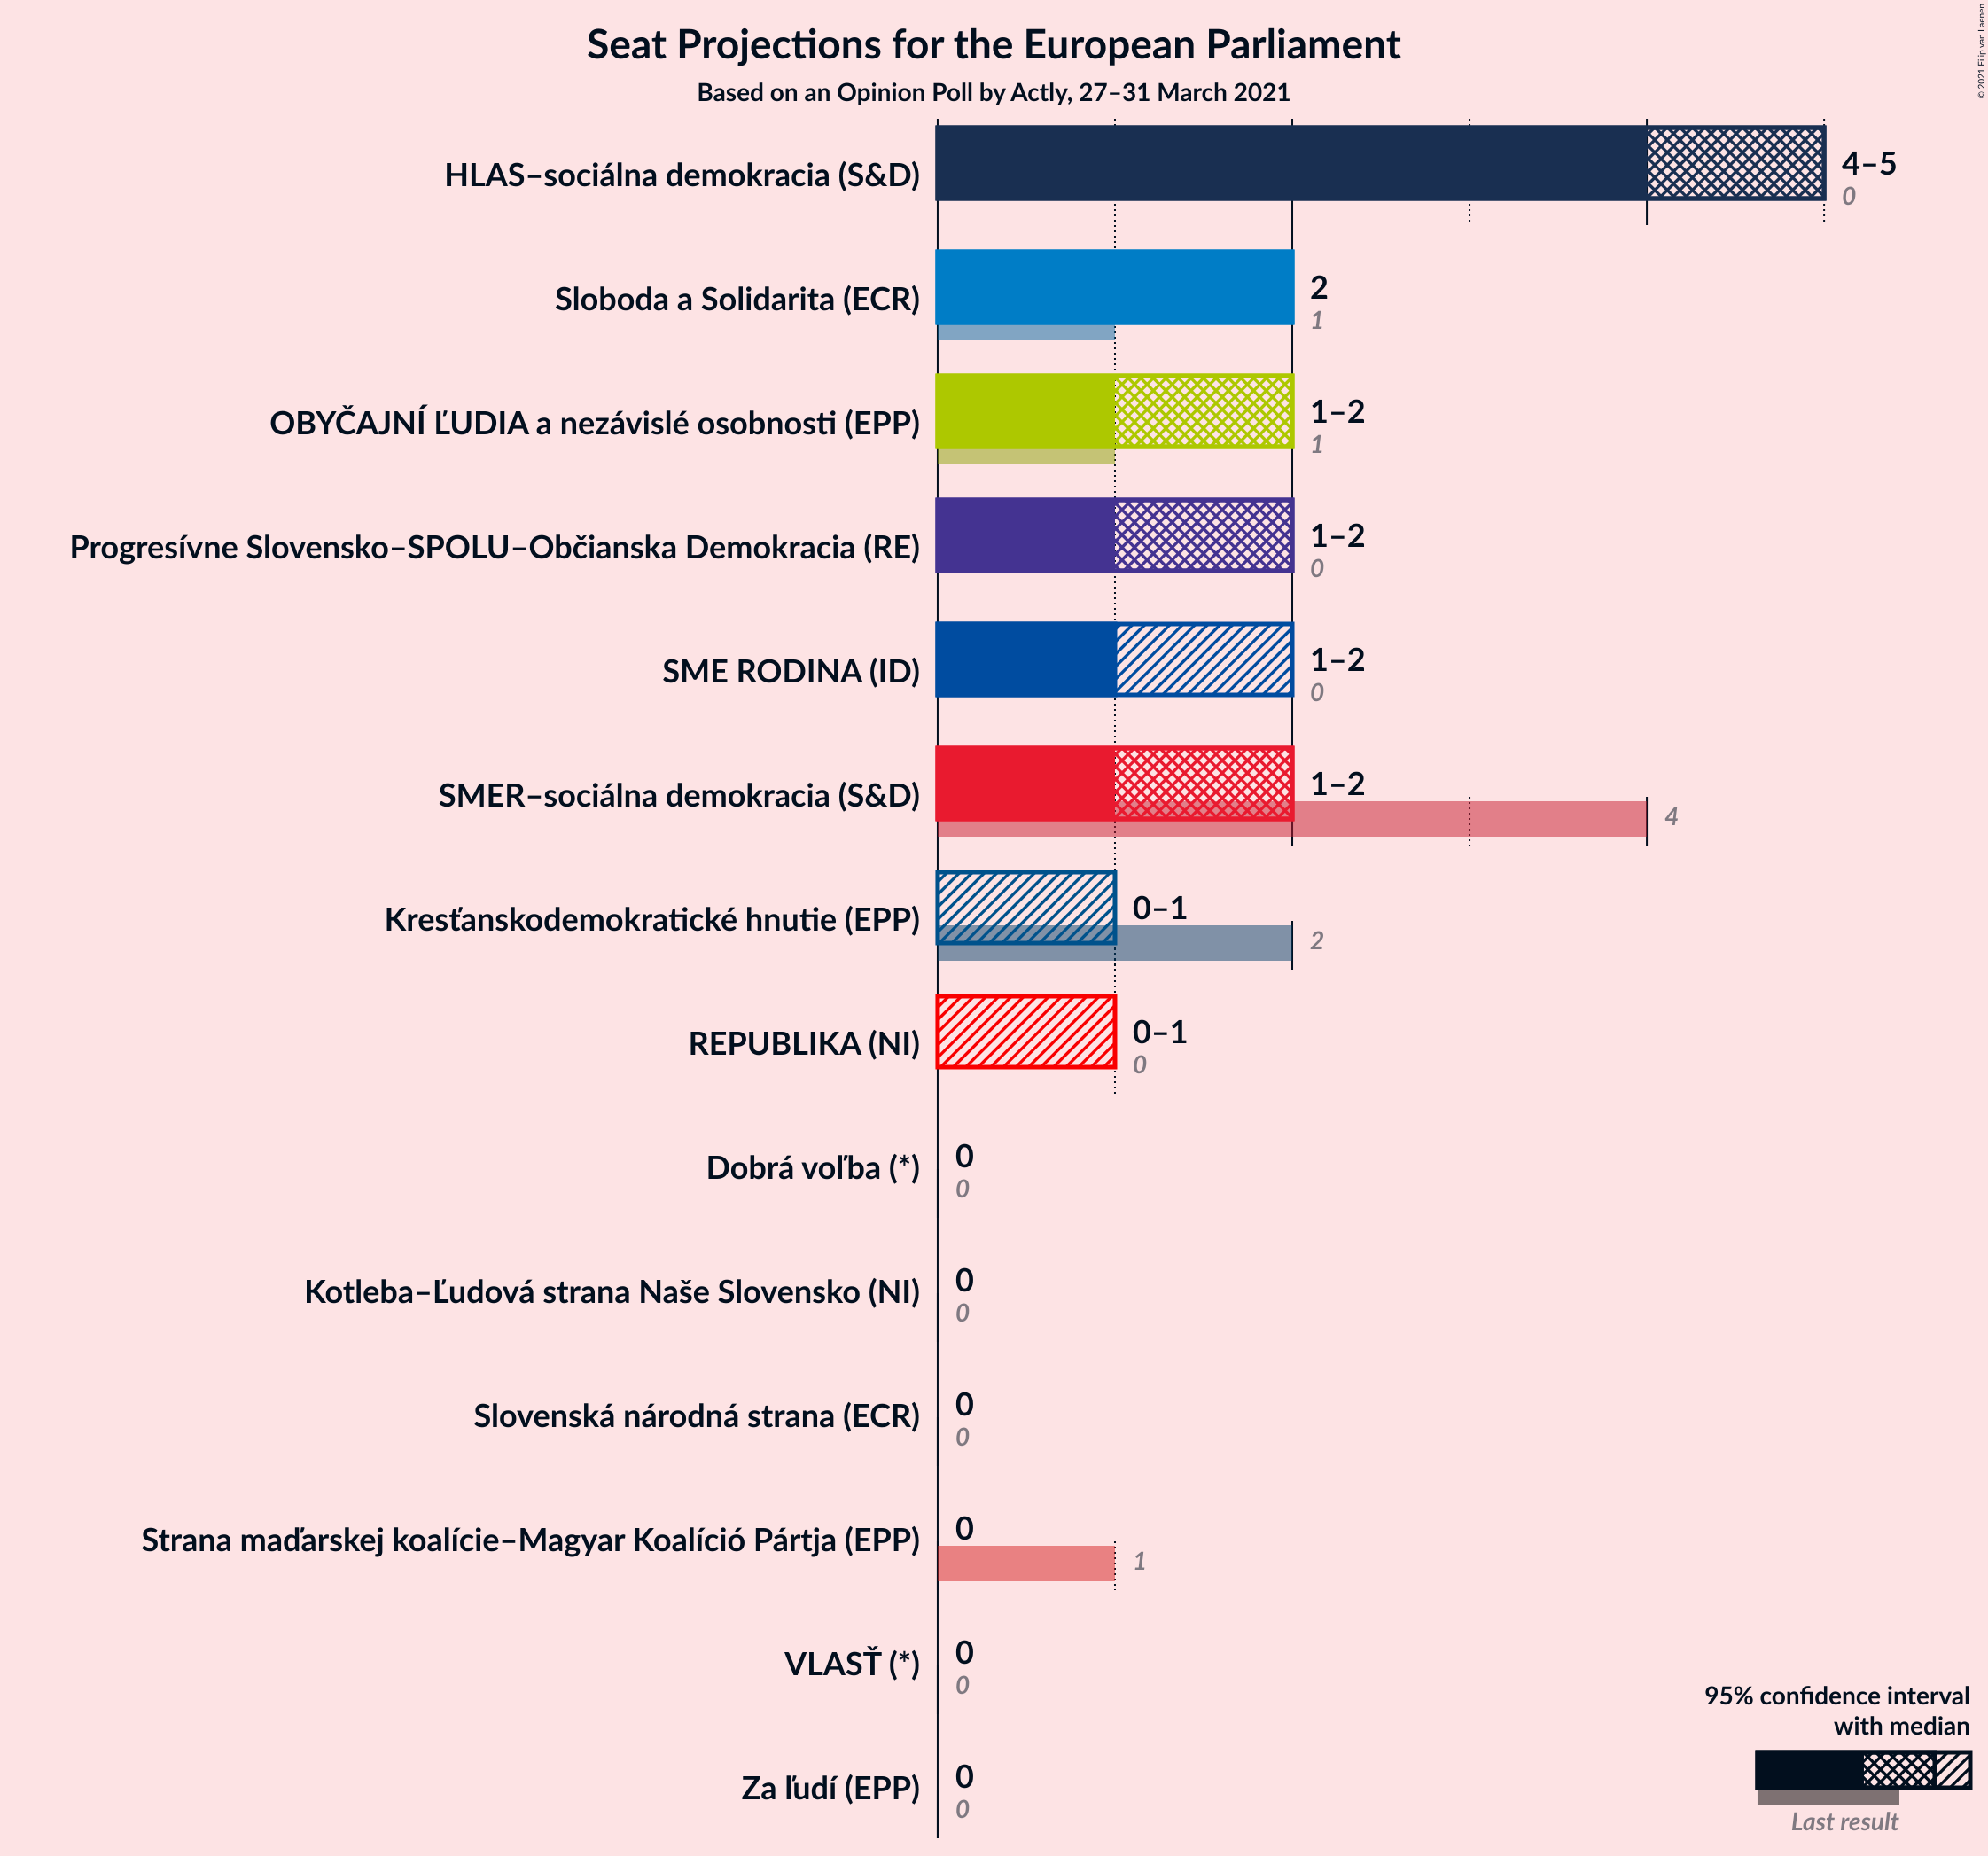 Seat Projections for the European Parliament
Based on an Opinion Poll by Actly, 27–31 March 2021
© 2021 Filip van Laenen
HLAS–sociálna demokracia (S&D)
4–5
0
Sloboda a Solidarita (ECR)
2
1
OBYČAJNÍ ĽUDIA a nezávislé osobnosti (EPP)
1–2
1
Progresívne Slovensko–SPOLU–Občianska Demokracia (RE)
1–2
0
SME RODINA (ID)
1–2
0
SMER–sociálna demokracia (S&D)
1–2
4
Kresťanskodemokratické hnutie (EPP)
0–1
2
REPUBLIKA (NI)
0–1
0
Dobrá voľba (*)
0
0
Kotleba–Ľudová strana Naše Slovensko (NI)
0
0
Slovenská národná strana (ECR)
0
0
Strana maďarskej koalície–Magyar Koalíció Pártja (EPP)
0
1
VLASŤ (*)
0
0
Za ľudí (EPP)
0
0
95% confidence interval
with median
Last result